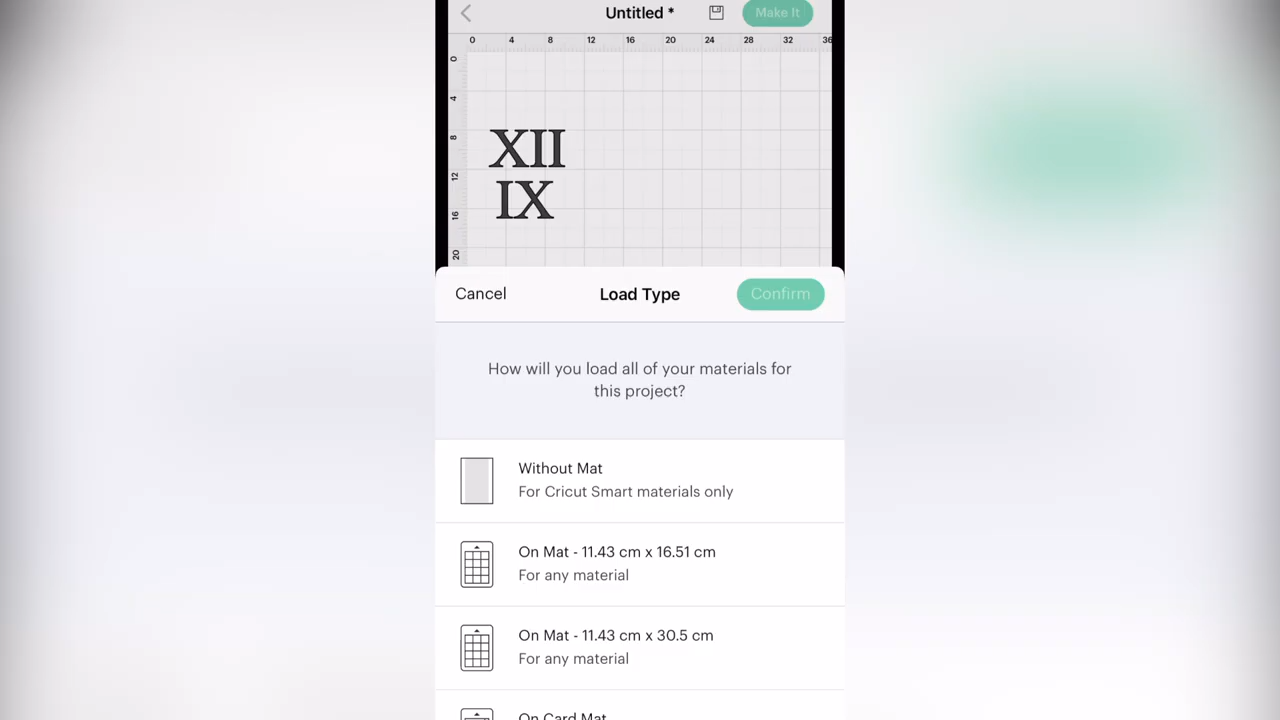 Untitled *
Make It
0 4 8 12 16 20 24 28 32 36
0
4
8
12
16
20
XII
IX
Cancel
Load Type
Confirm
How will you load all of your materials for
this project?
Without Mat
For Cricut Smart materials only
On Mat - 11.43 cm x 16.51 cm
For any material
On Mat - 11.43 cm x 30.5 cm
For any material
On Card Mat